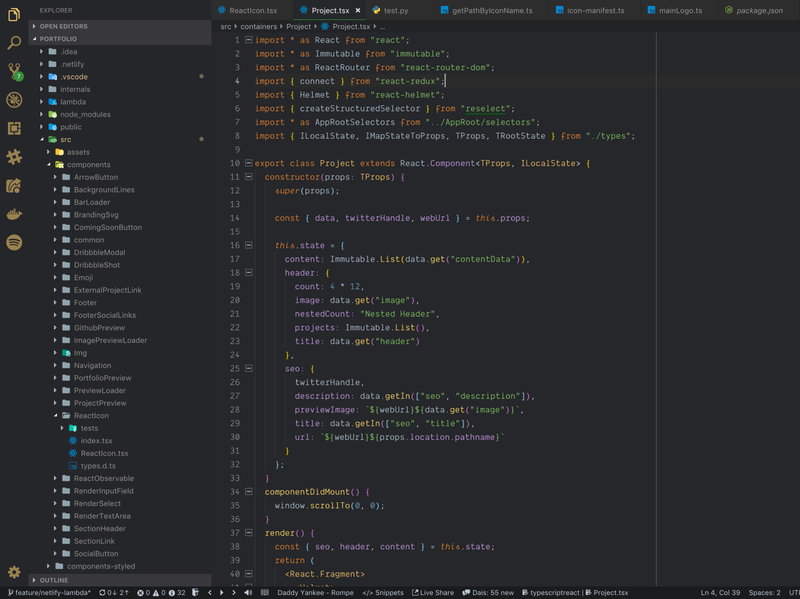 EXPLORER
OPEN EDITORS
PORTFOLIO
.idea
.netlify
.vscode
internals
lambda
node_modules
public
src
assets
components
ArrowButton
BackgroundLines
BarLoader
BrandingSvg
ComingSoonButton
common
DribbbleModal
DribbbleShot
Emoji
ExternalProjectLink
Footer
FooterSocialLinks
GithubPreview
ImagePreviewLoader
Img
Navigation
PortfolioPreview
PreviewLoader
ProjectPreview
ReactIcon
tests
index.tsx
ReactIcon.tsx
types.d.ts
ReactObservable
RenderInputField
RenderSelect
RenderTextArea
SectionHeader
SectionLink
SocialButton
components-styled
OUTLINE
7
ReactIcon.tsx Project.tsx × test.py getPathByIconName.ts icon-manifest.ts mainLogo.ts package.json
src ▸ containers ▸ Project ▸ Project.tsx ▸ ...
1 import * as React from "react";
2 import * as Immutable from "immutable";
3 import * as ReactRouter from "react-router-dom";
4 import { connect } from "react-redux";
5 import { Helmet } from "react-helmet";
6 import { createStructuredSelector } from "reselect";
7 import * as AppRootSelectors from "../AppRoot/selectors";
8 import { ILocalState, IMapStateToProps, TProps, TRootState } from "./types";
9
10 export class Project extends React.Component<TProps, ILocalState> {
11 constructor(props: TProps) {
12 super(props);
13
14 const { data, twitterHandle, webUrl } = this.props;
15
16 this.state = {
17 content: Immutable.List(data.get("contentData")),
18 header: {
19 count: 4 * 12,
20 image: data.get("image"),
21 nestedCount: "Nested Header",
22 projects: Immutable.List(),
23 title: data.get("header")
24 },
25 seo: {
26 twitterHandle,
27 description: data.getIn(["seo", "description"]),
28 previewImage: `${webUrl}${data.get("image")}`,
29 title: data.getIn(["seo", "title"]),
30 url: `${webUrl}${props.location.pathname}`
31 }
32 };
33 }
34 componentDidMount() {
35 window.scrollTo(0, 0);
36 }
37 render() {
38 const { seo, header, content } = this.state;
39 return (
40 <React.Fragment>
feature/netlify-lambda* 0↓ 2↑ 0 0 32 Daddy Yankee - Rompe </> Snippets Live Share Dais: 55 new typescriptreact | Project.tsx Ln 4, Col 39 Spaces: 2